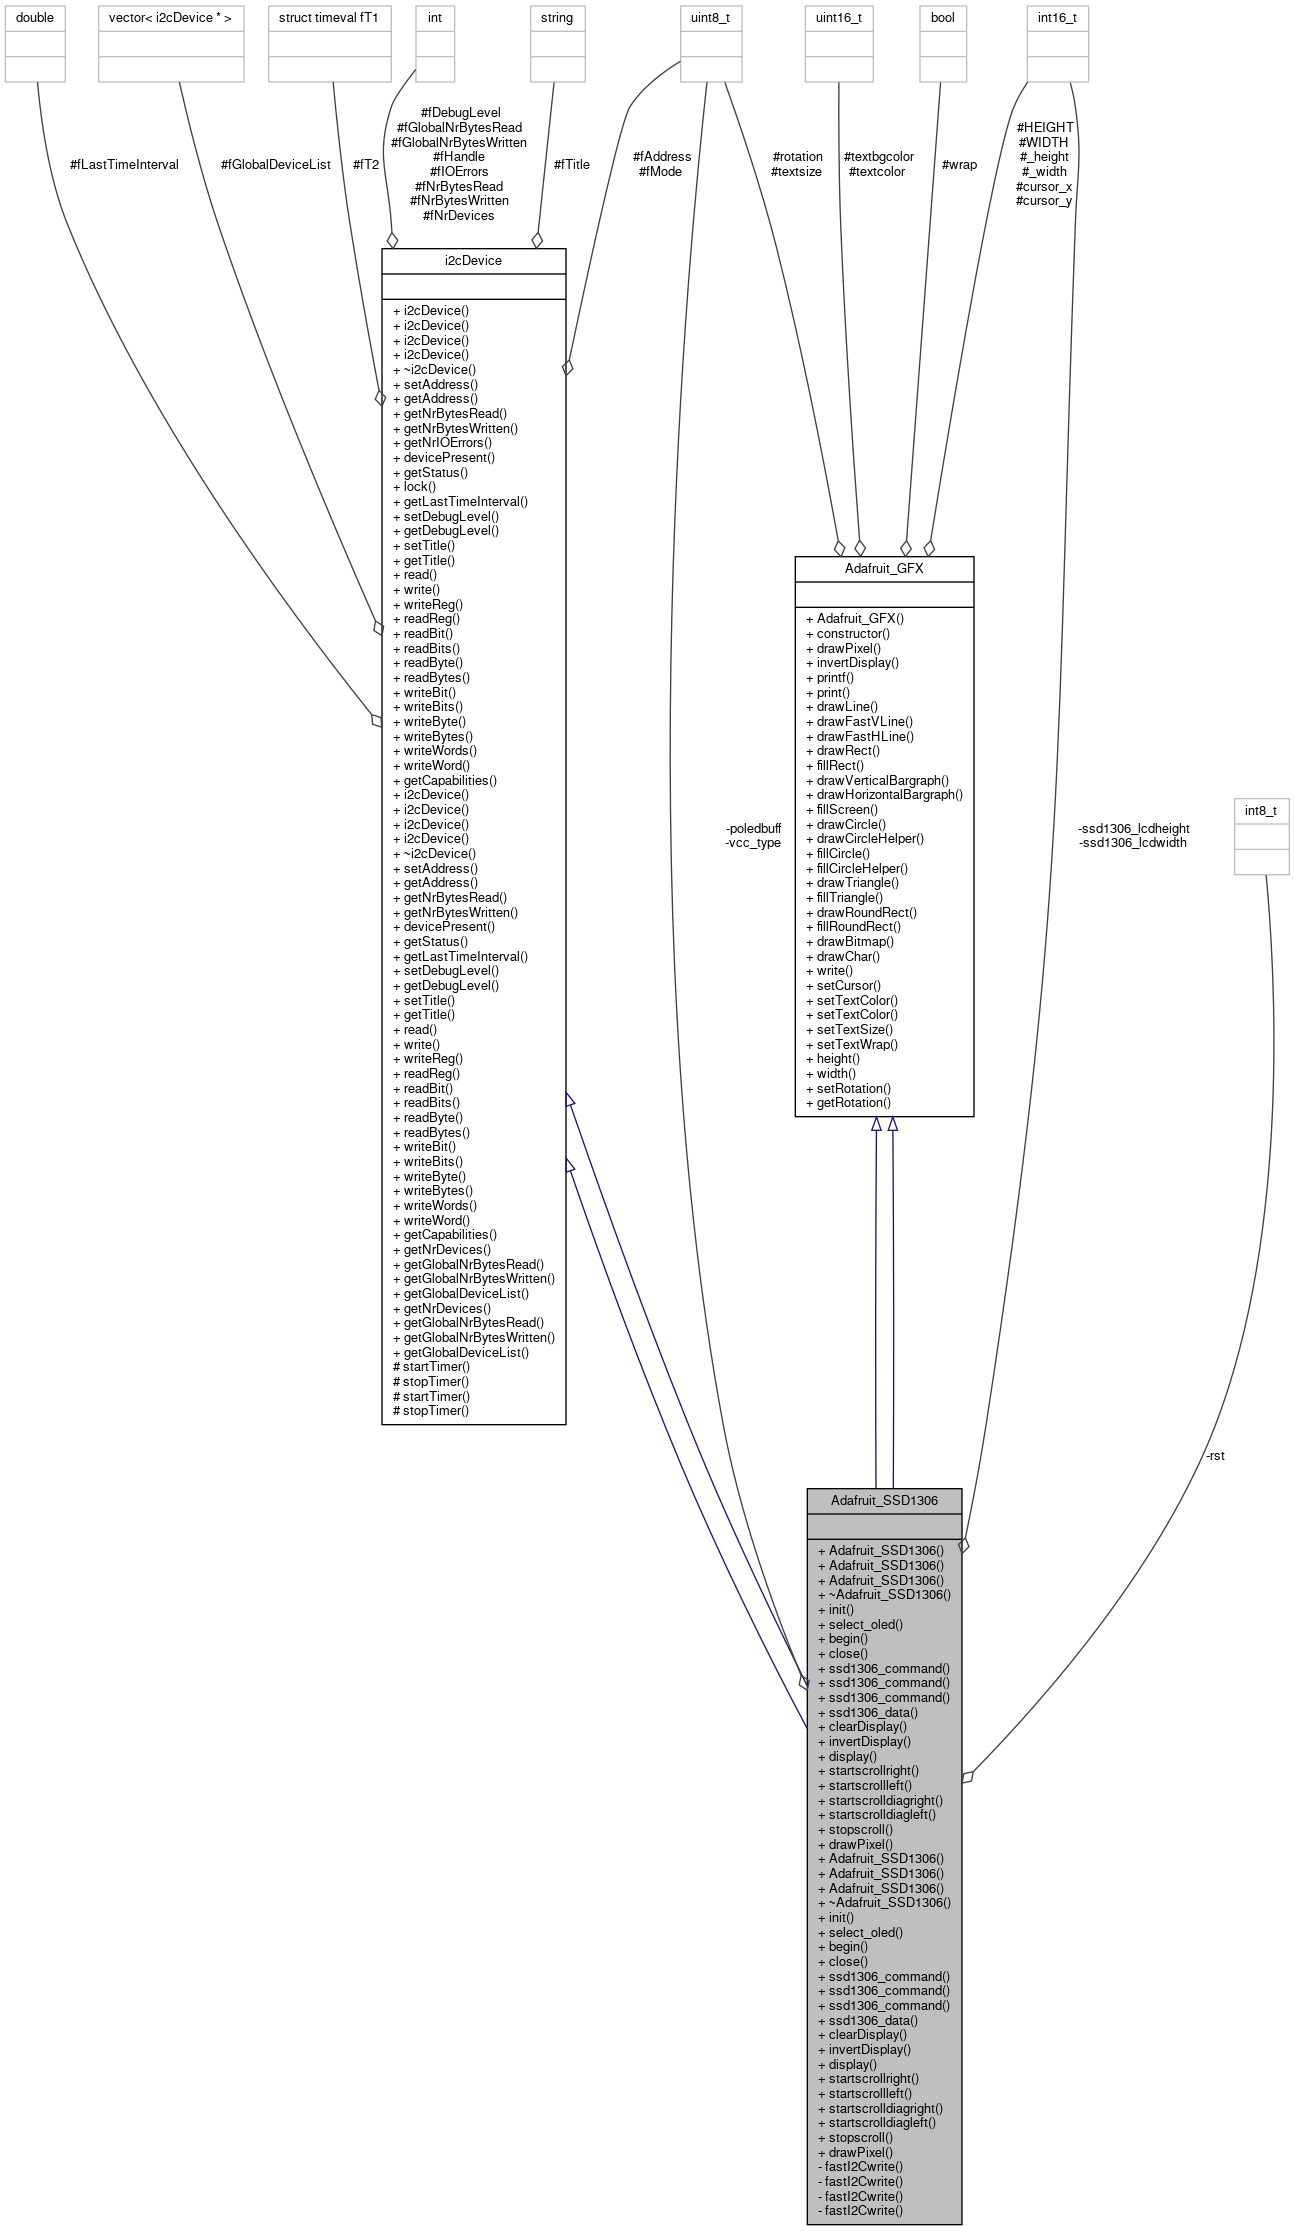 double
vector< i2cDevice * >
struct timeval fT1
int
string
uint8_t
uint16_t
bool
int16_t
#fLastTimeInterval
#fGlobalDeviceList
#fT2
#fDebugLevel
#fGlobalNrBytesRead
#fGlobalNrBytesWritten
#fHandle
#fIOErrors
#fNrBytesRead
#fNrBytesWritten
#fNrDevices
#fTitle
#fAddress
#fMode
#rotation
#textsize
#textbgcolor
#textcolor
#wrap
#HEIGHT
#WIDTH
#_height
#_width
#cursor_x
#cursor_y
i2cDevice
+ i2cDevice()
+ i2cDevice()
+ i2cDevice()
+ i2cDevice()
+ ~i2cDevice()
+ setAddress()
+ getAddress()
+ getNrBytesRead()
+ getNrBytesWritten()
+ getNrIOErrors()
+ devicePresent()
+ getStatus()
+ lock()
+ getLastTimeInterval()
+ setDebugLevel()
+ getDebugLevel()
+ setTitle()
+ getTitle()
+ read()
+ write()
+ writeReg()
+ readReg()
+ readBit()
+ readBits()
+ readByte()
+ readBytes()
+ writeBit()
+ writeBits()
+ writeByte()
+ writeBytes()
+ writeWords()
+ writeWord()
+ getCapabilities()
+ i2cDevice()
+ i2cDevice()
+ i2cDevice()
+ i2cDevice()
+ ~i2cDevice()
+ setAddress()
+ getAddress()
+ getNrBytesRead()
+ getNrBytesWritten()
+ devicePresent()
+ getStatus()
+ getLastTimeInterval()
+ setDebugLevel()
+ getDebugLevel()
+ setTitle()
+ getTitle()
+ read()
+ write()
+ writeReg()
+ readReg()
+ readBit()
+ readBits()
+ readByte()
+ readBytes()
+ writeBit()
+ writeBits()
+ writeByte()
+ writeBytes()
+ writeWords()
+ writeWord()
+ getCapabilities()
+ getNrDevices()
+ getGlobalNrBytesRead()
+ getGlobalNrBytesWritten()
+ getGlobalDeviceList()
+ getNrDevices()
+ getGlobalNrBytesRead()
+ getGlobalNrBytesWritten()
+ getGlobalDeviceList()
# startTimer()
# stopTimer()
# startTimer()
# stopTimer()
Adafruit_GFX
+ Adafruit_GFX()
+ constructor()
+ drawPixel()
+ invertDisplay()
+ printf()
+ print()
+ drawLine()
+ drawFastVLine()
+ drawFastHLine()
+ drawRect()
+ fillRect()
+ drawVerticalBargraph()
+ drawHorizontalBargraph()
+ fillScreen()
+ drawCircle()
+ drawCircleHelper()
+ fillCircle()
+ fillCircleHelper()
+ drawTriangle()
+ fillTriangle()
+ drawRoundRect()
+ fillRoundRect()
+ drawBitmap()
+ drawChar()
+ write()
+ setCursor()
+ setTextColor()
+ setTextColor()
+ setTextSize()
+ setTextWrap()
+ height()
+ width()
+ setRotation()
+ getRotation()
-poledbuff
-vcc_type
-ssd1306_lcdheight
-ssd1306_lcdwidth
int8_t
-rst
Adafruit_SSD1306
+ Adafruit_SSD1306()
+ Adafruit_SSD1306()
+ Adafruit_SSD1306()
+ ~Adafruit_SSD1306()
+ init()
+ select_oled()
+ begin()
+ close()
+ ssd1306_command()
+ ssd1306_command()
+ ssd1306_command()
+ ssd1306_data()
+ clearDisplay()
+ invertDisplay()
+ display()
+ startscrollright()
+ startscrollleft()
+ startscrolldiagright()
+ startscrolldiagleft()
+ stopscroll()
+ drawPixel()
+ Adafruit_SSD1306()
+ Adafruit_SSD1306()
+ Adafruit_SSD1306()
+ ~Adafruit_SSD1306()
+ init()
+ select_oled()
+ begin()
+ close()
+ ssd1306_command()
+ ssd1306_command()
+ ssd1306_command()
+ ssd1306_data()
+ clearDisplay()
+ invertDisplay()
+ display()
+ startscrollright()
+ startscrollleft()
+ startscrolldiagright()
+ startscrolldiagleft()
+ stopscroll()
+ drawPixel()
- fastI2Cwrite()
- fastI2Cwrite()
- fastI2Cwrite()
- fastI2Cwrite()